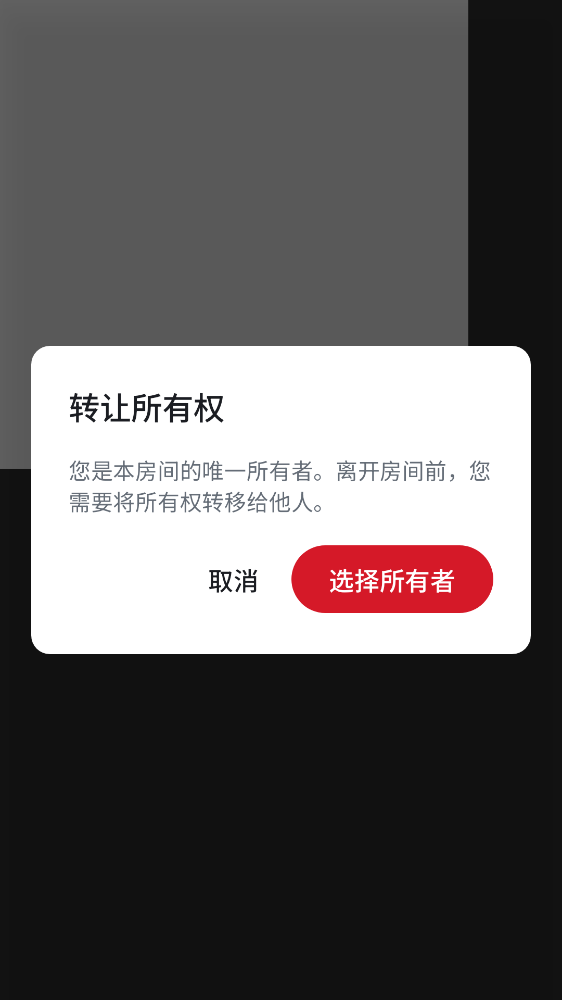 转让所有权
您是本房间的唯一所有者。离开房间前，您
需要将所有权转移给他人。
取消
选择所有者